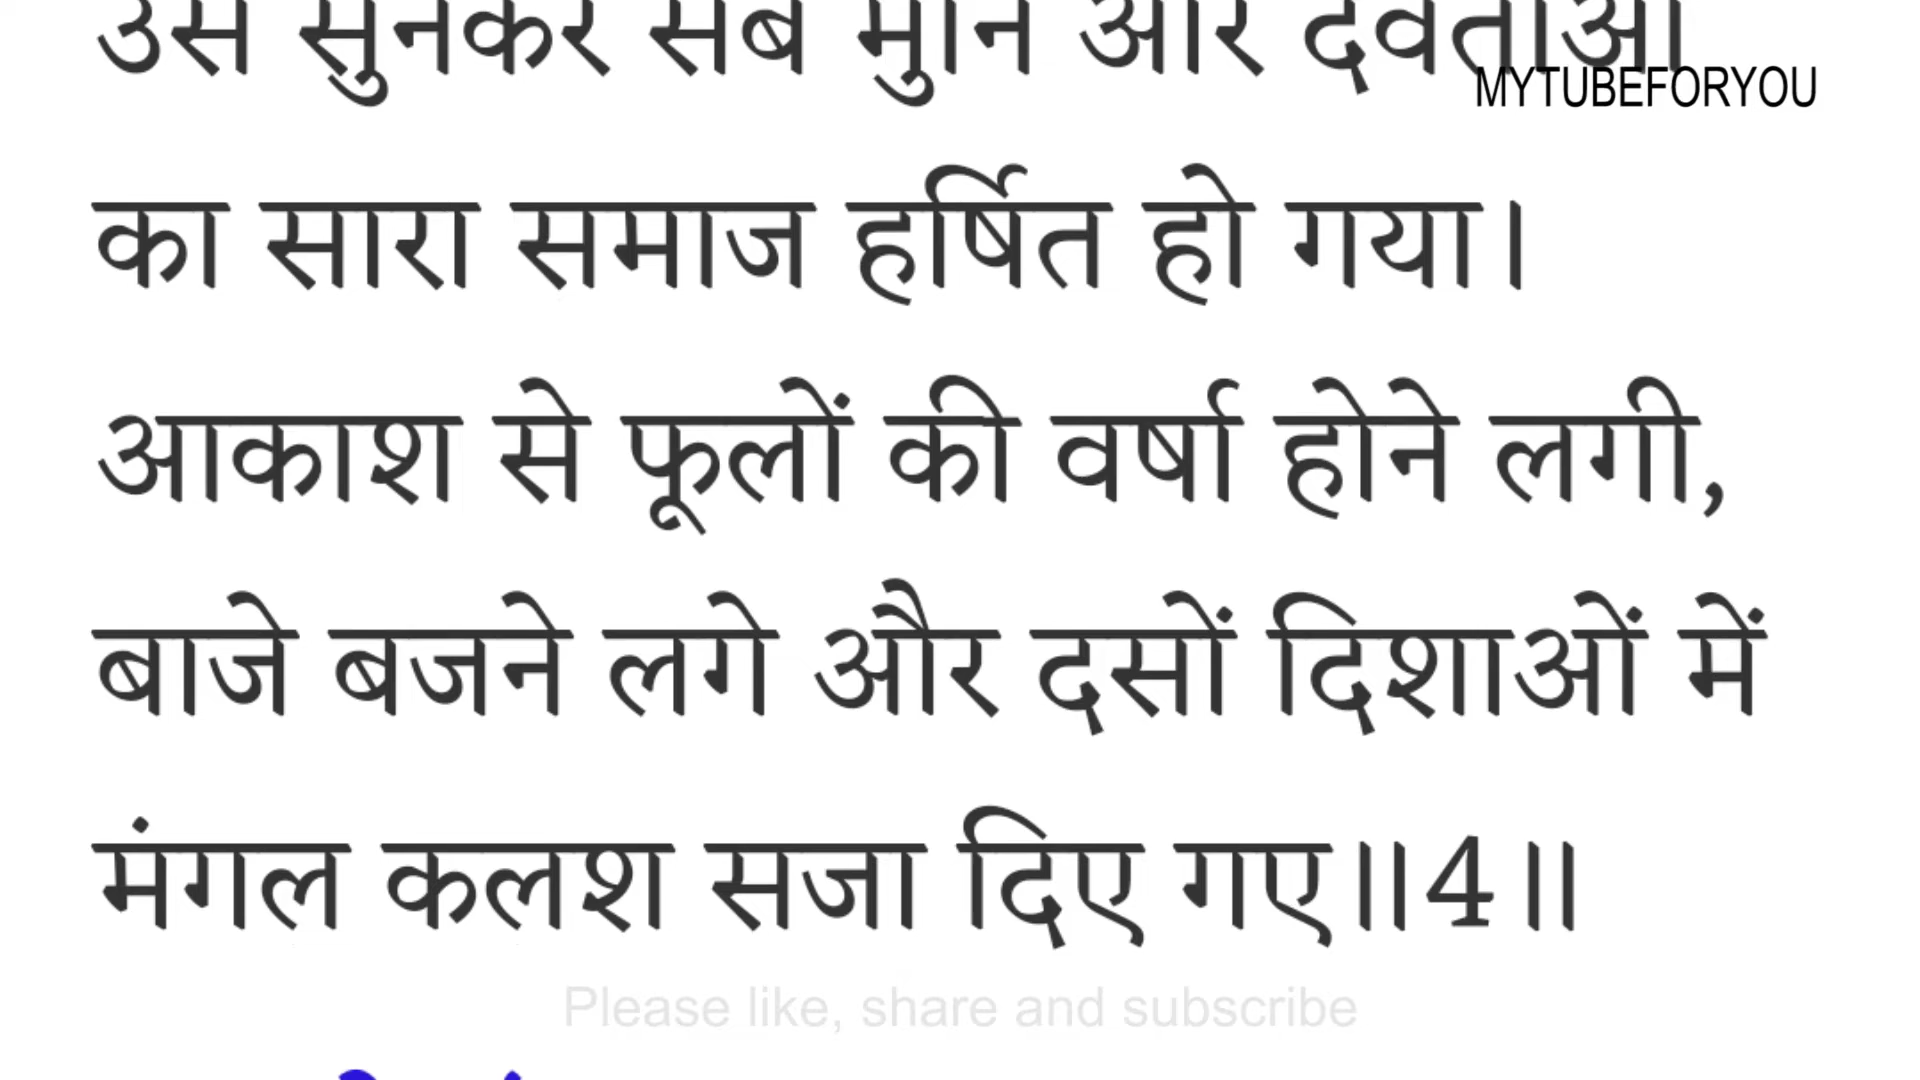 उसे सुनकर सब मुनि और देवताओं
MYTUBEFORYOU
का सारा समाज हर्षित हो गया।
आकाश से फूलों की वर्षा होने लगी,
बाजे बजने लगे और दसों दिशाओं में
मंगल कलश सजा दिए गए॥4॥
Please like, share and subscribe